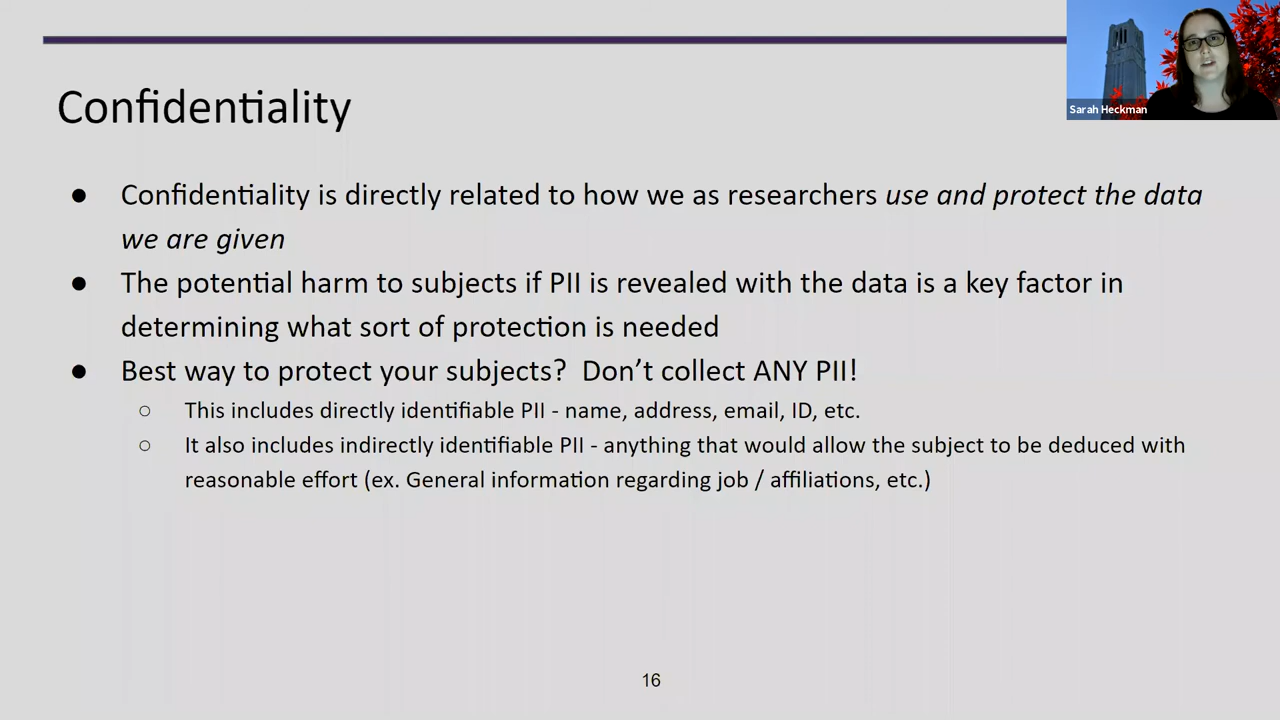 Sarah Heckman
Confidentiality
● Confidentiality is directly related to how we as researchers use and protect the data
we are given
● The potential harm to subjects if PII is revealed with the data is a key factor in
determining what sort of protection is needed
● Best way to protect your subjects?  Don’t collect ANY PII!
○ This includes directly identifiable PII - name, address, email, ID, etc.
○ It also includes indirectly identifiable PII - anything that would allow the subject to be deduced with
reasonable effort (ex. General information regarding job / affiliations, etc.)
16